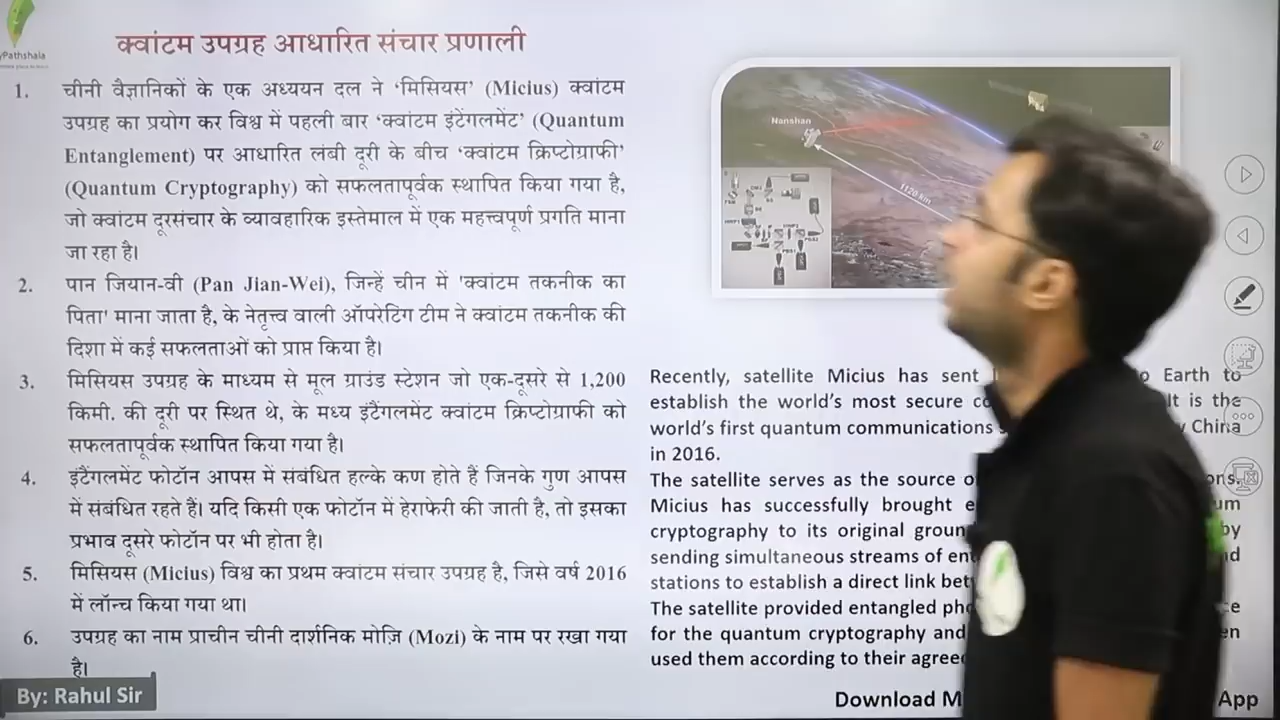 yPathshala
क्वांटम उपग्रह आधारित संचार प्रणाली
1. चीनी वैज्ञानिकों के एक अध्ययन दल ने ‘मिसियस’ (Micius) क्वांटम
उपग्रह का प्रयोग कर विश्व में पहली बार ‘क्वांटम इंटेंगलमेंट’ (Quantum
Entanglement) पर आधारित लंबी दूरी के बीच ‘क्वांटम क्रिप्टोग्राफी’
(Quantum Cryptography) को सफलतापूर्वक स्थापित किया गया है,
जो क्वांटम दूरसंचार के व्यावहारिक इस्तेमाल में एक महत्त्वपूर्ण प्रगति माना
जा रहा है।
2. पान जियान-वी (Pan Jian-Wei), जिन्हें चीन में 'क्वांटम तकनीक का
पिता' माना जाता है, के नेतृत्त्व वाली ऑपरेटिंग टीम ने क्वांटम तकनीक की
दिशा में कई सफलताओं को प्राप्त किया है।
3. मिसियस उपग्रह के माध्यम से मूल ग्राउंड स्टेशन जो एक-दूसरे से 1,200
किमी. की दूरी पर स्थित थे, के मध्य इंटैंगलमेंट क्वांटम क्रिप्टोग्राफी को
सफलतापूर्वक स्थापित किया गया है।
4. इंटैंगलमेंट फोटॉन आपस में संबंधित हल्के कण होते हैं जिनके गुण आपस
में संबंधित रहते हैं। यदि किसी एक फोटॉन में हेराफेरी की जाती है, तो इसका
प्रभाव दूसरे फोटॉन पर भी होता है।
5. मिसियस (Micius) विश्व का प्रथम क्वांटम संचार उपग्रह है, जिसे वर्ष 2016
में लॉन्च किया गया था।
6. उपग्रह का नाम प्राचीन चीनी दार्शनिक मोज़ि (Mozi) के नाम पर रखा गया
है।
By: Rahul Sir
Nanshan
1120 km
Recently, satellite Micius has sent Earth to
establish the world’s most secure It is the
world’s first quantum communications China
in 2016.
The satellite serves as the source
Micius has successfully brought
cryptography to its original by
sending simultaneous streams of
stations to establish a direct link
The satellite provided entangled
for the quantum cryptography and
used them according to their
Download App